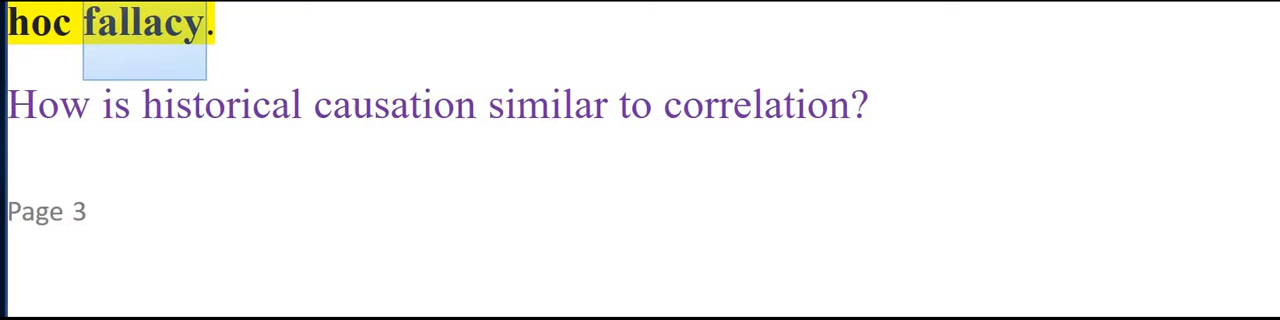 hoc fallacy.
How is historical causation similar to correlation?
Page 3